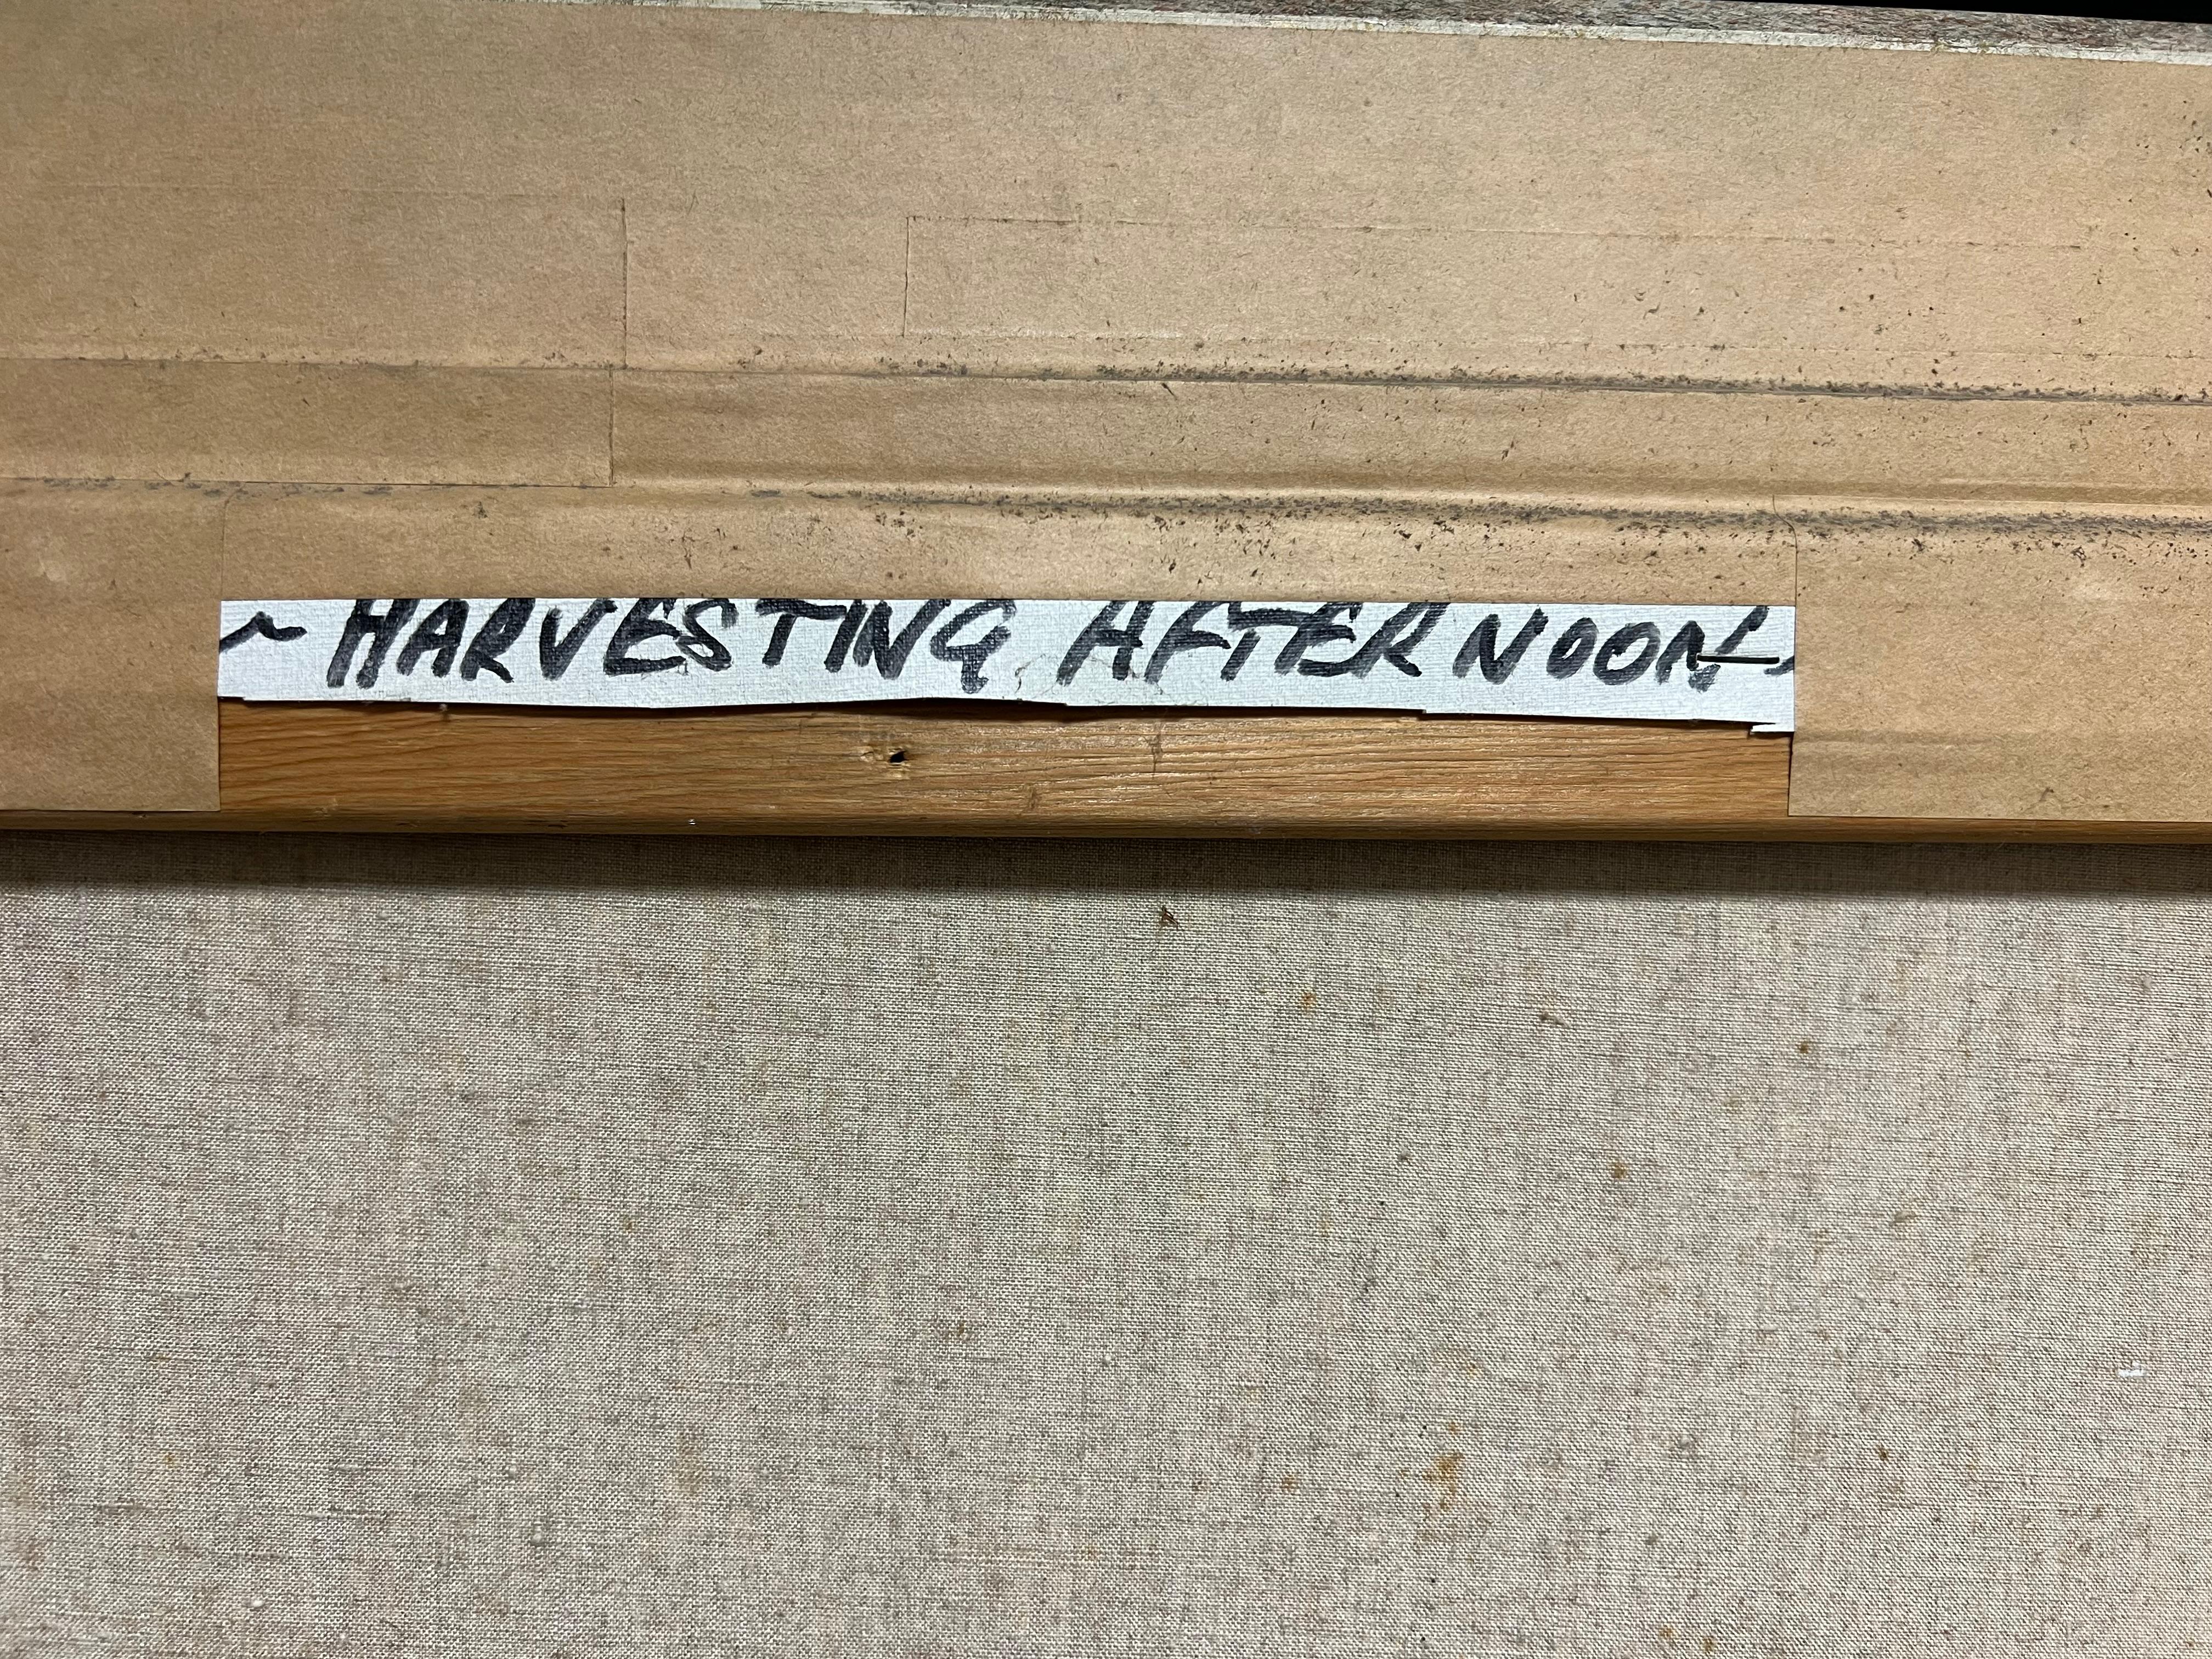 ~ HARVESTING AFTERNOON ~